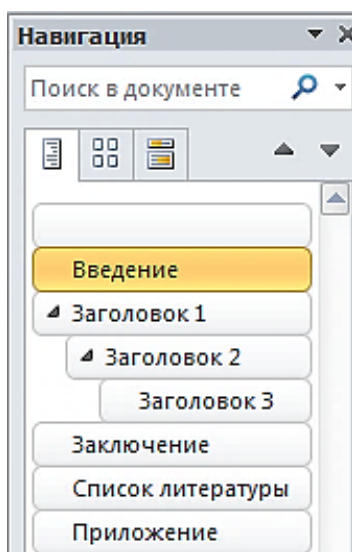 Навигация
Поиск в документе
Введение
Заголовок 1
Заголовок 2
Заголовок 3
Заключение
Список литературы
Приложение